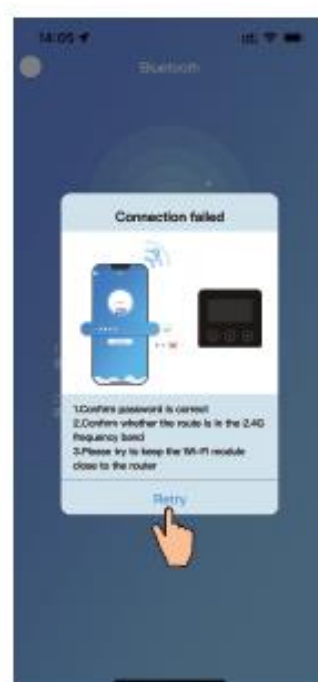 14:05
Bluetooth
Connection failed
1.Confirm password is correct
2.Confirm whether the route is in the 2.4G
frequency band
3.Please try to keep the Wi-Fi module
close to the router
Retry